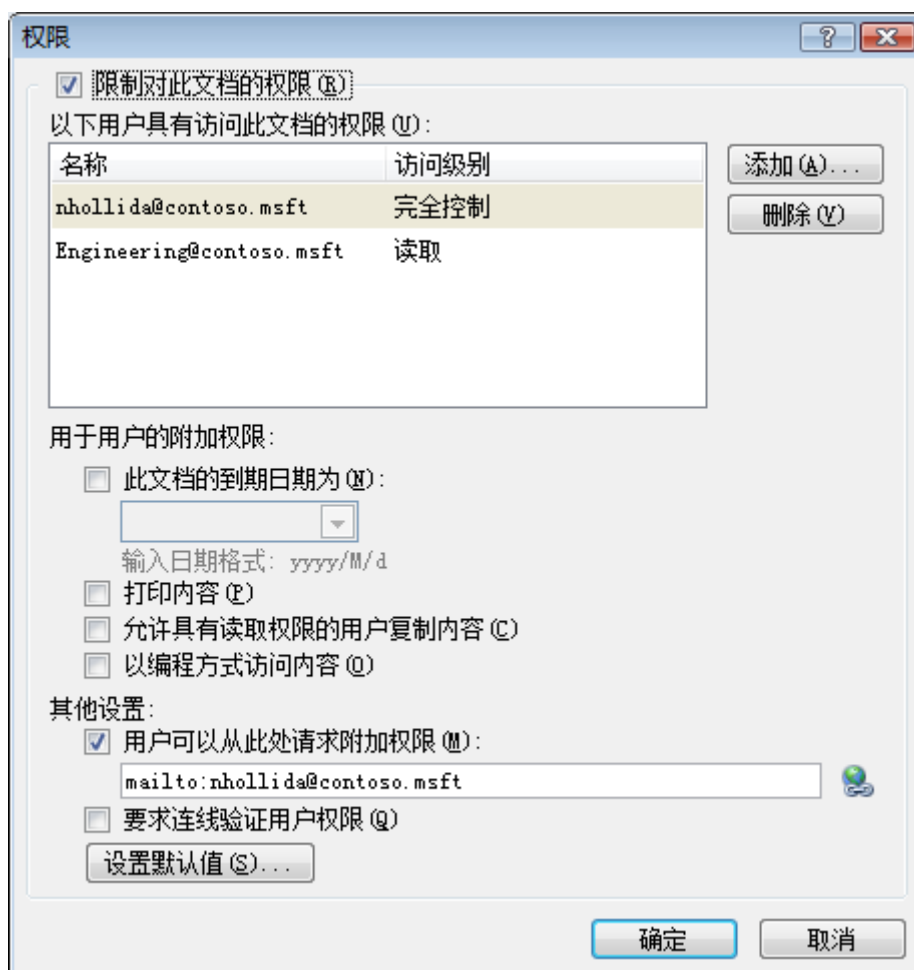 权限
限制对此文档的权限(R)
以下用户具有访问此文档的权限(U):
名称 访问级别 添加(A)...
nhollida@contoso.msft 完全控制 删除(V)
Engineering@contoso.msft 读取
用于用户的附加权限:
此文档的到期日期为(N):
输入日期格式: yyyy/M/d
打印内容(P)
允许具有读取权限的用户复制内容(C)
以编程方式访问内容(O)
其他设置:
用户可以从此处请求附加权限(M):
mailto:nhollida@contoso.msft
要求连线验证用户权限(Q)
设置默认值(S)...
确定 取消